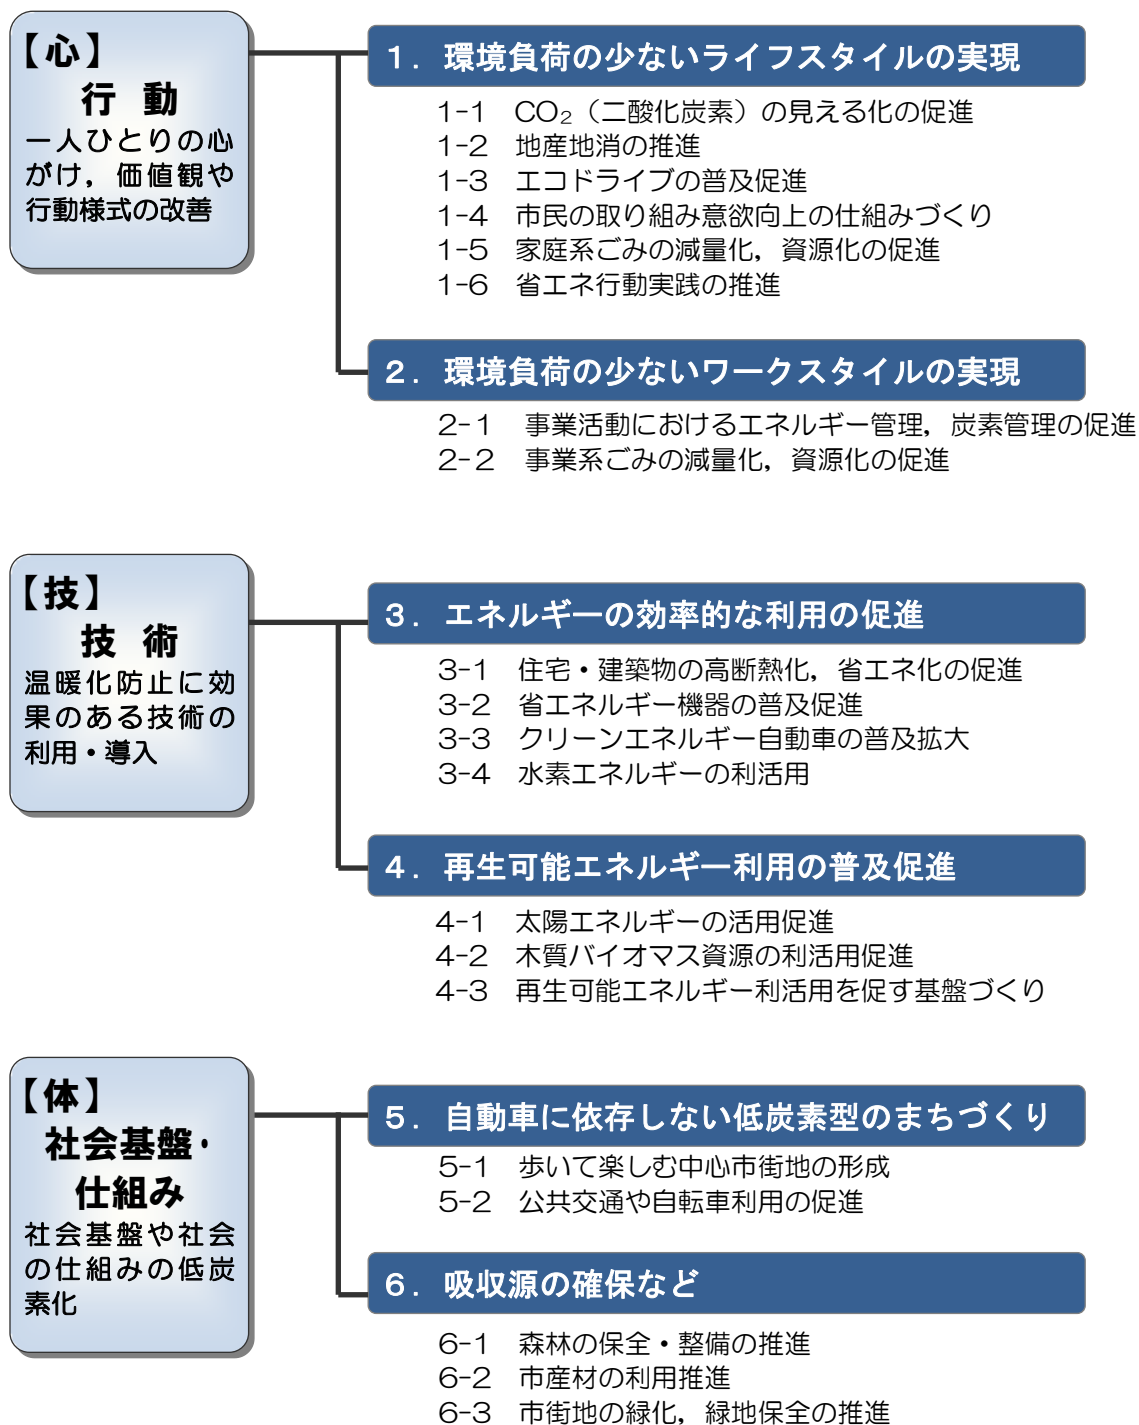 【心】
行 動
一人ひとりの心
がけ，価値観や
行動様式の改善
１．環境負荷の少ないライフスタイルの実現
1-1 CO₂（二酸化炭素）の見える化の促進
1-2 地産地消の推進
1-3 エコドライブの普及促進
1-4 市民の取り組み意欲向上の仕組みづくり
1-5 家庭系ごみの減量化，資源化の促進
1-6 省エネ行動実践の推進
２．環境負荷の少ないワークスタイルの実現
2-1 事業活動におけるエネルギー管理，炭素管理の促進
2-2 事業系ごみの減量化，資源化の促進
【技】
技 術
温暖化防止に効
果のある技術の
利用・導入
３．エネルギーの効率的な利用の促進
3-1 住宅・建築物の高断熱化，省エネ化の促進
3-2 省エネルギー機器の普及促進
3-3 クリーンエネルギー自動車の普及拡大
3-4 水素エネルギーの利活用
４．再生可能エネルギー利用の普及促進
4-1 太陽エネルギーの活用促進
4-2 木質バイオマス資源の利活用促進
4-3 再生可能エネルギー利活用を促す基盤づくり
【体】
社会基盤・
仕組み
社会基盤や社会
の仕組みの低炭
素化
５．自動車に依存しない低炭素型のまちづくり
5-1 歩いて楽しむ中心市街地の形成
5-2 公共交通や自転車利用の促進
６．吸収源の確保など
6-1 森林の保全・整備の推進
6-2 市産材の利用推進
6-3 市街地の緑化，緑地保全の推進